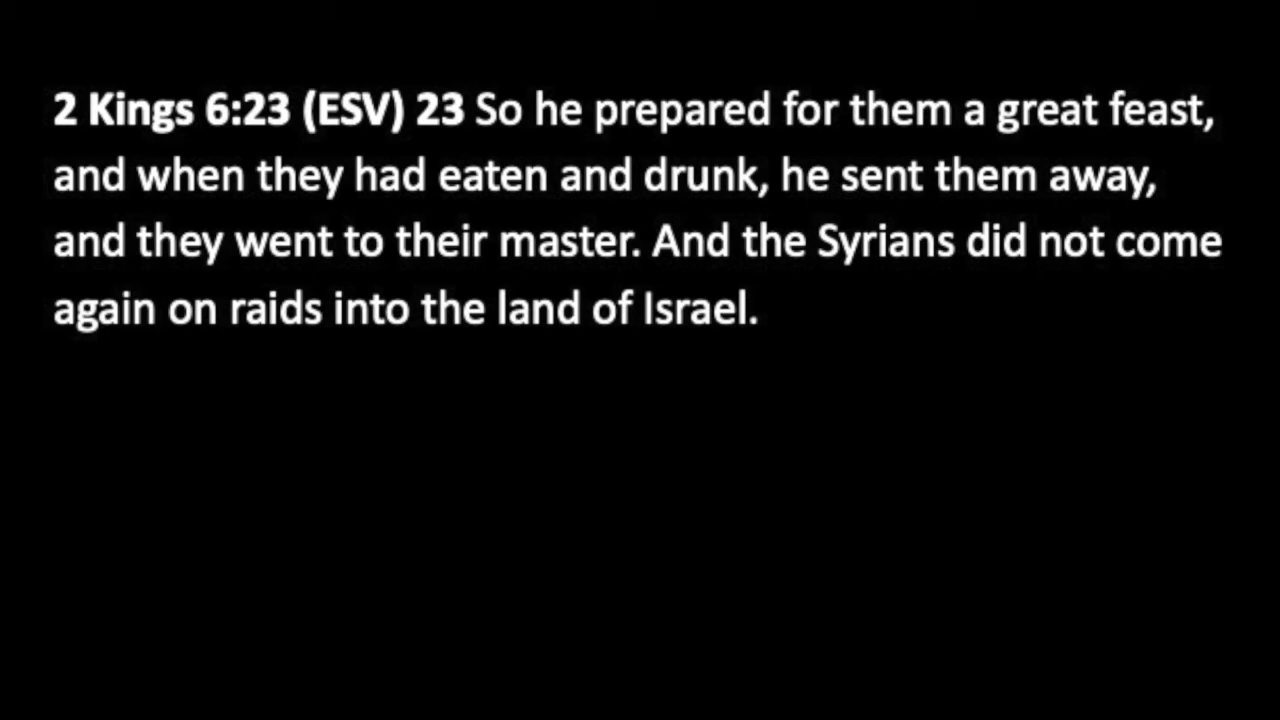 2 Kings 6:23 (ESV) 23 So he prepared for them a great feast,
and when they had eaten and drunk, he sent them away,
and they went to their master. And the Syrians did not come
again on raids into the land of Israel.